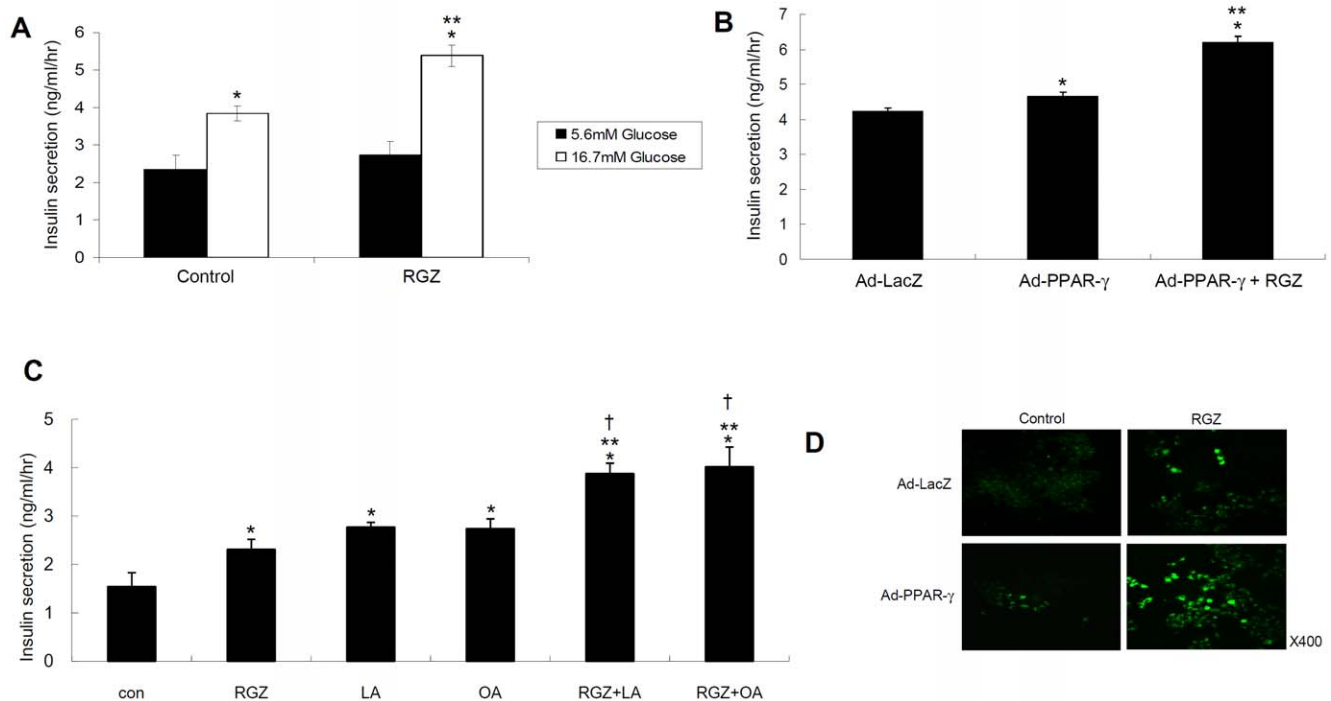 A
Insulin secretion (ng/ml/hr)
6
5
4
3
2
1
0
*
**
*
Control
RGZ
5.6mM Glucose
16.7mM Glucose
B
Insulin secretion (ng/ml/hr)
7
6
5
4
3
2
1
0
*
**
*
Ad-LacZ
Ad-PPAR-γ
Ad-PPAR-γ + RGZ
C
Insulin secretion (ng/ml/hr)
5
4
3
2
1
0
*
*
*
†
**
*
†
**
*
con
RGZ
LA
OA
RGZ+LA
RGZ+OA
D
Control
RGZ
Ad-LacZ
Ad-PPAR-γ
X400